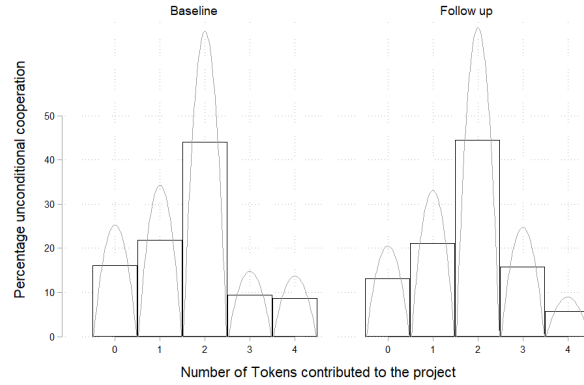 Baseline
Follow up
Percentage unconditional cooperation
50
40
30
20
10
0
0 1 2 3 4
0 1 2 3 4
Number of Tokens contributed to the project